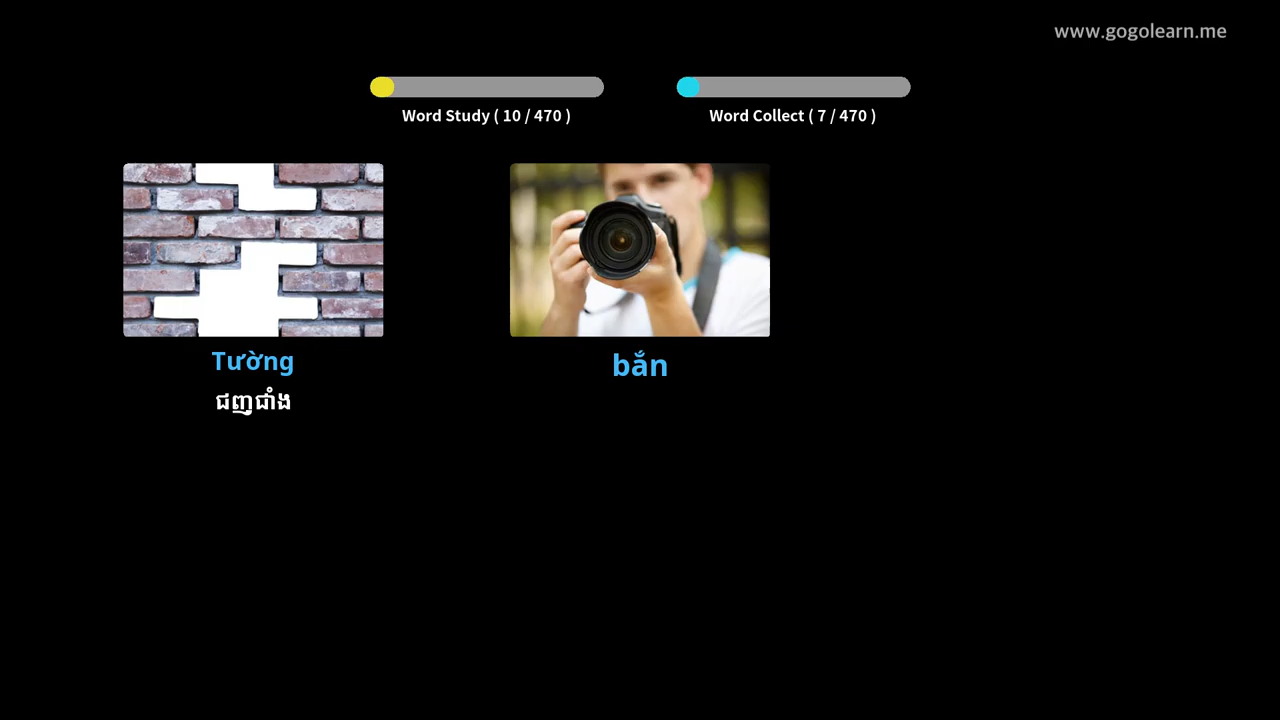 www.gogolearn.me
Word Study ( 10 / 470 )
Word Collect ( 7 / 470 )
Tường
bắn
ជញ្ជាំង